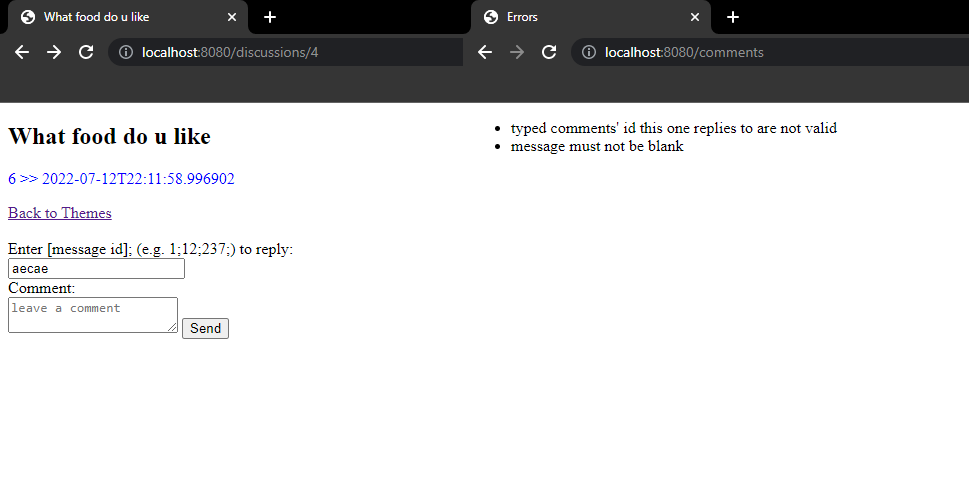 What food do u like
localhost:8080/discussions/4
What food do u like
6 >> 2022-07-12T22:11:58.996902
Back to Themes
Enter [message id]; (e.g. 1;12;237;) to reply:
aecae
Comment:
leave a comment
Send
Errors
localhost:8080/comments
typed comments' id this one replies to are not valid
message must not be blank